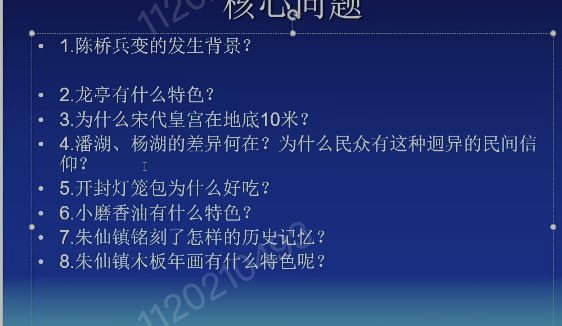 核心问题
1.陈桥兵变的发生背景？
2.龙亭有什么特色？
3.为什么宋代皇宫在地底10米？
4.潘湖、杨湖的差异何在？为什么民众有这种迥异的民间信
仰？
5.开封灯笼包为什么好吃？
6.小磨香油有什么特色？
7.朱仙镇铭刻了怎样的历史记忆？
8.朱仙镇木板年画有什么特色呢？